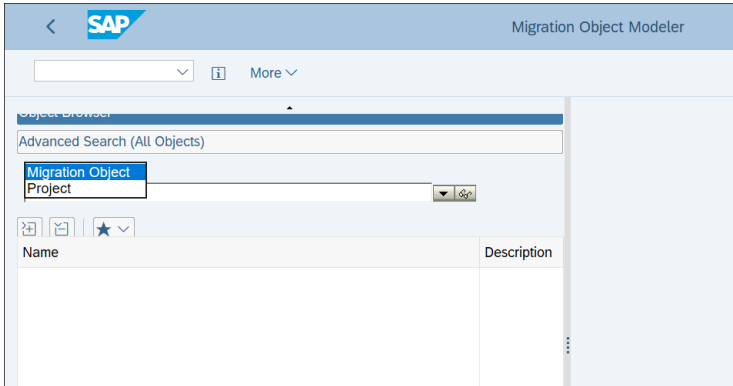 SAP
Migration Object Modeler
More
Object Browser
Advanced Search (All Objects)
Migration Object
Project
Name
Description